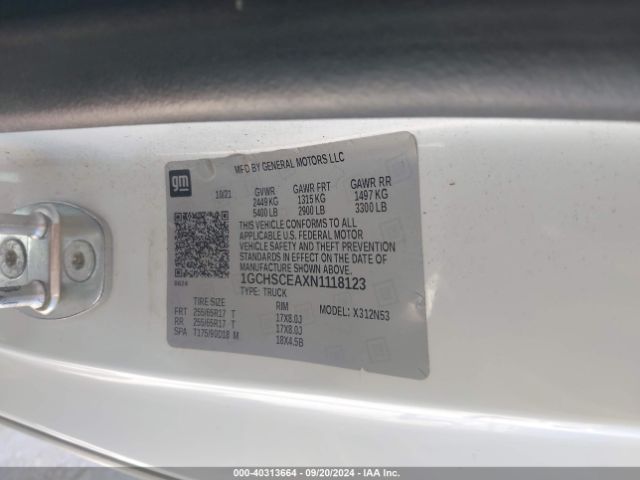 MFD BY GENERAL MOTORS LLC
gm
10/21 GVWR GAWR FRT GAWR RR
2449 KG 1315 KG 1497 KG
5400 LB 2900 LB 3300 LB
THIS VEHICLE CONFORMS TO ALL
APPLICABLE U.S. FEDERAL MOTOR
VEHICLE SAFETY AND THEFT PREVENTION
STANDARDS IN EFFECT ON THE DATE OF
MANUFACTURE SHOWN ABOVE.
1GCHSCEAXN1118123
TYPE: TRUCK
TIRE SIZE RIM MODEL: X312N53
FRT 255/65R17 T 17X8.0J
RR 255/65R17 T 17X8.0J
SPA T175/90D18 M 18X4.5B
000-40313664 - 09/20/2024 - IAAI.COM